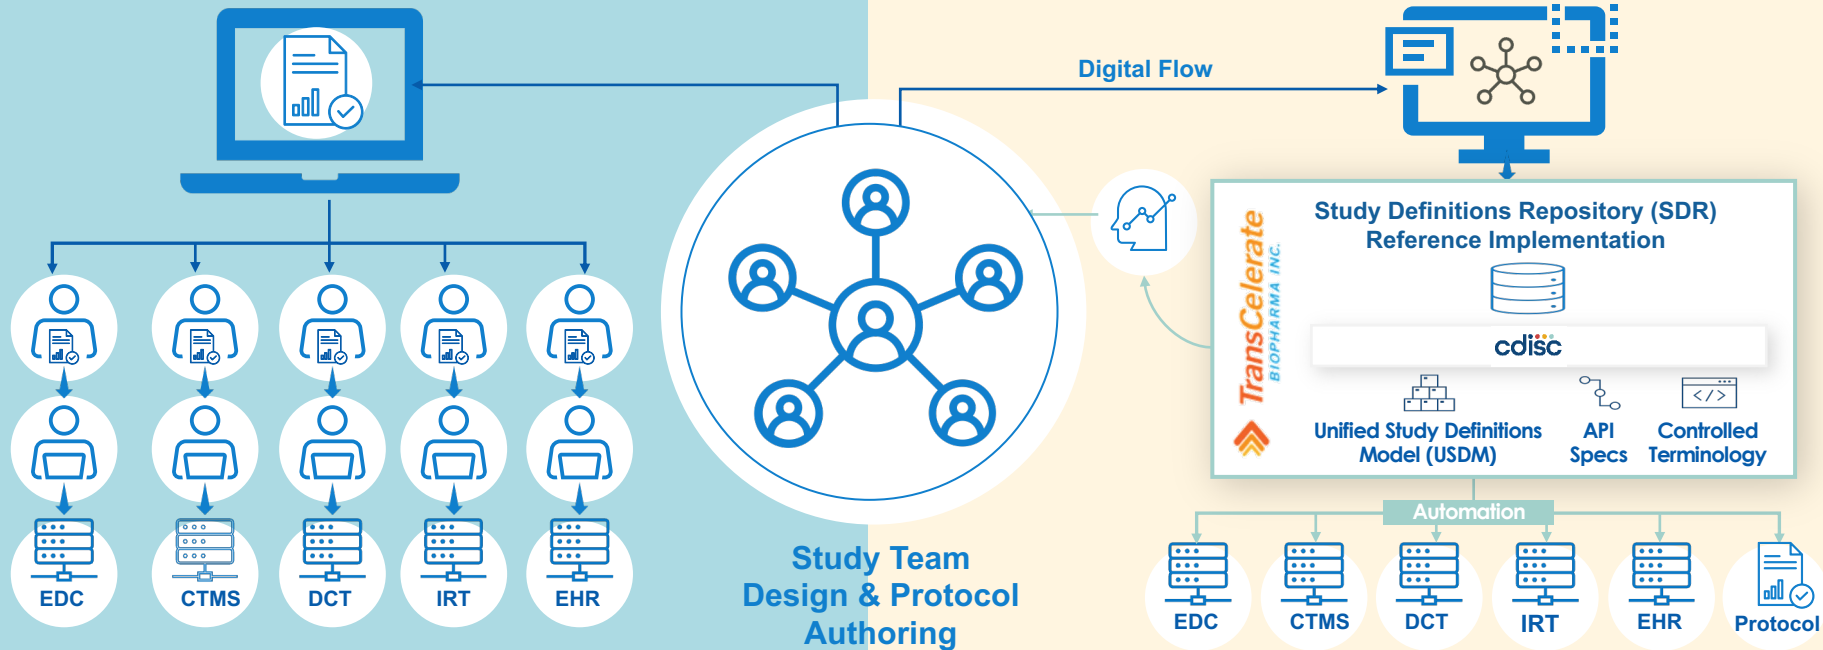 Digital Flow
Study Definitions Repository (SDR)
Reference Implementation
TransCelerate
BIOPHARMA INC.
cdisc
</>
Unified Study Definitions
Model (USDM)
API
Specs
Controlled
Terminology
Automation
EDC
CTMS
DCT
IRT
EHR
Study Team
Design & Protocol
Authoring
EDC
CTMS
DCT
IRT
EHR
Protocol